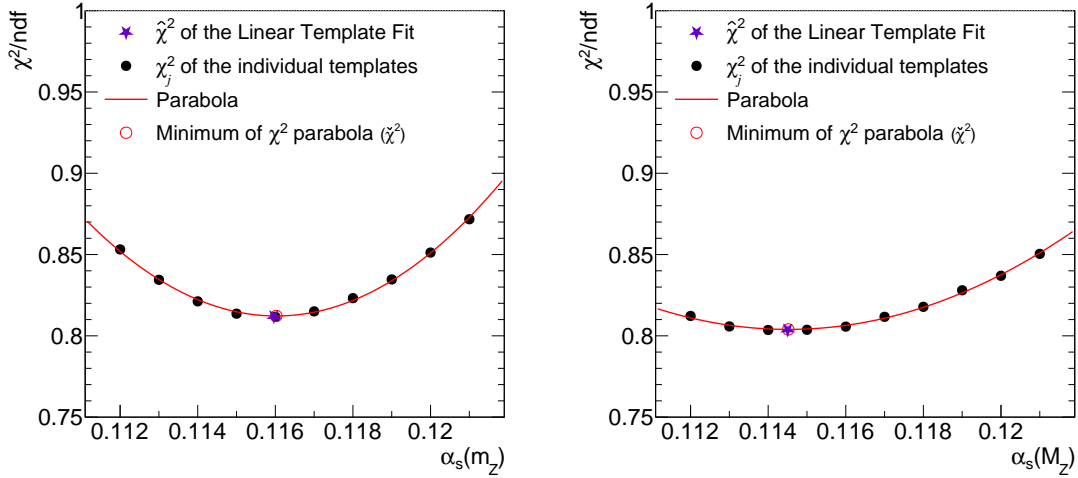 χ²/ndf
1
0.95
0.9
0.85
0.8
0.75
χ̂² of the Linear Template Fit
χ²ⱼ of the individual templates
Parabola
Minimum of χ² parabola (χ̌²)
0.112 0.114 0.116 0.118 0.12
αₛ(m_Z)
χ²/ndf
1
0.95
0.9
0.85
0.8
0.75
χ̂² of the Linear Template Fit
χ²ⱼ of the individual templates
Parabola
Minimum of χ² parabola (χ̌²)
0.112 0.114 0.116 0.118 0.12
αₛ(M_Z)